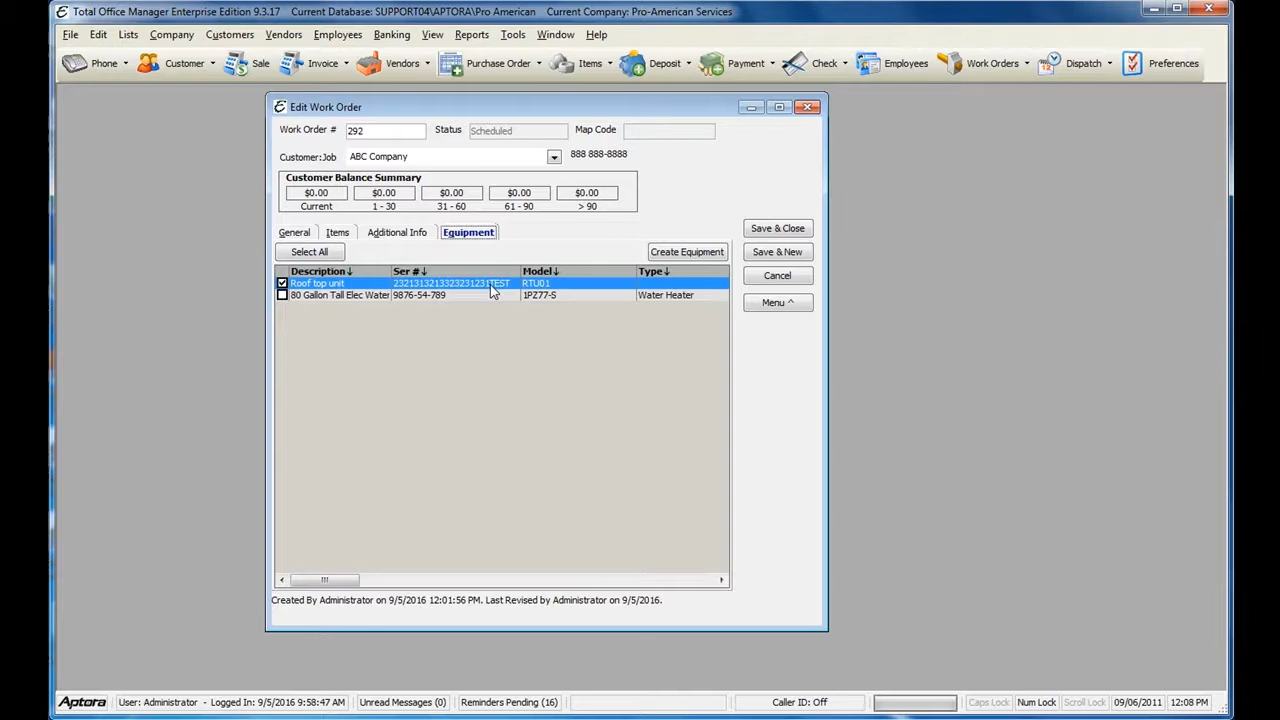 Total Office Manager Enterprise Edition 9.3.17 Current Database: SUPPORT04\APTORA\Pro American Current Company: Pro-American Services
File Edit Lists Company Customers Vendors Employees Banking View Reports Tools Window Help
Phone Customer Sale Invoice Vendors Purchase Order Items Deposit Payment Check Employees Work Orders Dispatch Preferences
Edit Work Order
Work Order # 292 Status Scheduled Map Code
Customer:Job ABC Company 888 888-8888
Customer Balance Summary
$0.00 $0.00 $0.00 $0.00 $0.00
Current 1 - 30 31 - 60 61 - 90 > 90
General Items Additional Info Equipment
Save & Close
Select All Create Equipment Save & New
Description Ser # Model Type
Cancel
Roof top unit RTU01
80 Gallon Tall Elec Water 9876-54-789 1PZ77-S Water Heater
Menu ^
Created By Administrator on 9/5/2016 12:01:56 PM. Last Revised by Administrator on 9/5/2016.
Aptora User: Administrator - Logged In: 9/5/2016 9:58:47 AM Unread Messages (0) Reminders Pending (16) Caller ID: Off Caps Lock Num Lock Scroll Lock 09/06/2011 12:08 PM